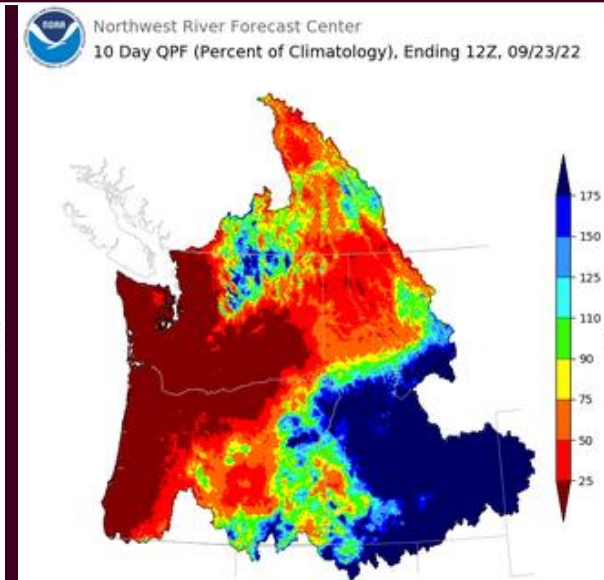 NOAA
Northwest River Forecast Center
10 Day QPF (Percent of Climatology), Ending 12Z, 09/23/22
175
150
125
110
90
75
50
25